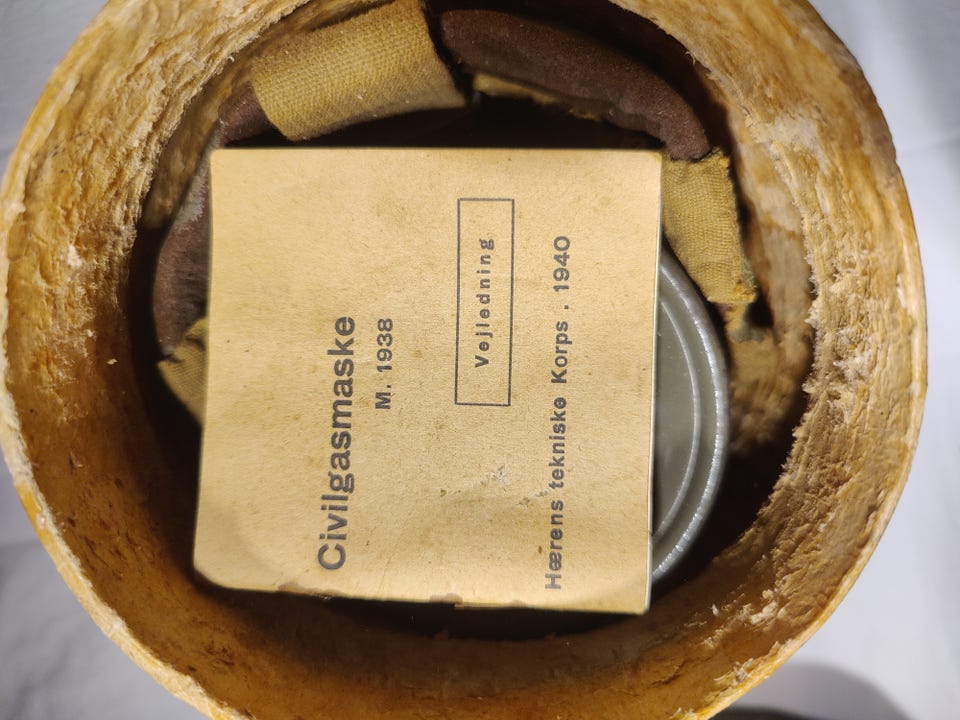 Civilgasmaske
M. 1938
Vejledning
Hærens tekniske Korps . 1940